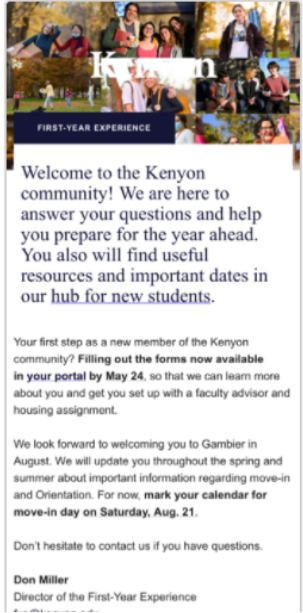 Kenyon
FIRST-YEAR EXPERIENCE
Welcome to the Kenyon
community! We are here to
answer your questions and help
you prepare for the year ahead.
You also will find useful
resources and important dates in
our hub for new students.
Your first step as a new member of the Kenyon
community? Filling out the forms now available
in your portal by May 24, so that we can learn more
about you and get you set up with a faculty advisor and
housing assignment.
We look forward to welcoming you to Gambier in
August. We will update you throughout the spring and
summer about important information regarding move-in
and Orientation. For now, mark your calendar for
move-in day on Saturday, Aug. 21.
Don't hesitate to contact us if you have questions.
Don Miller
Director of the First-Year Experience